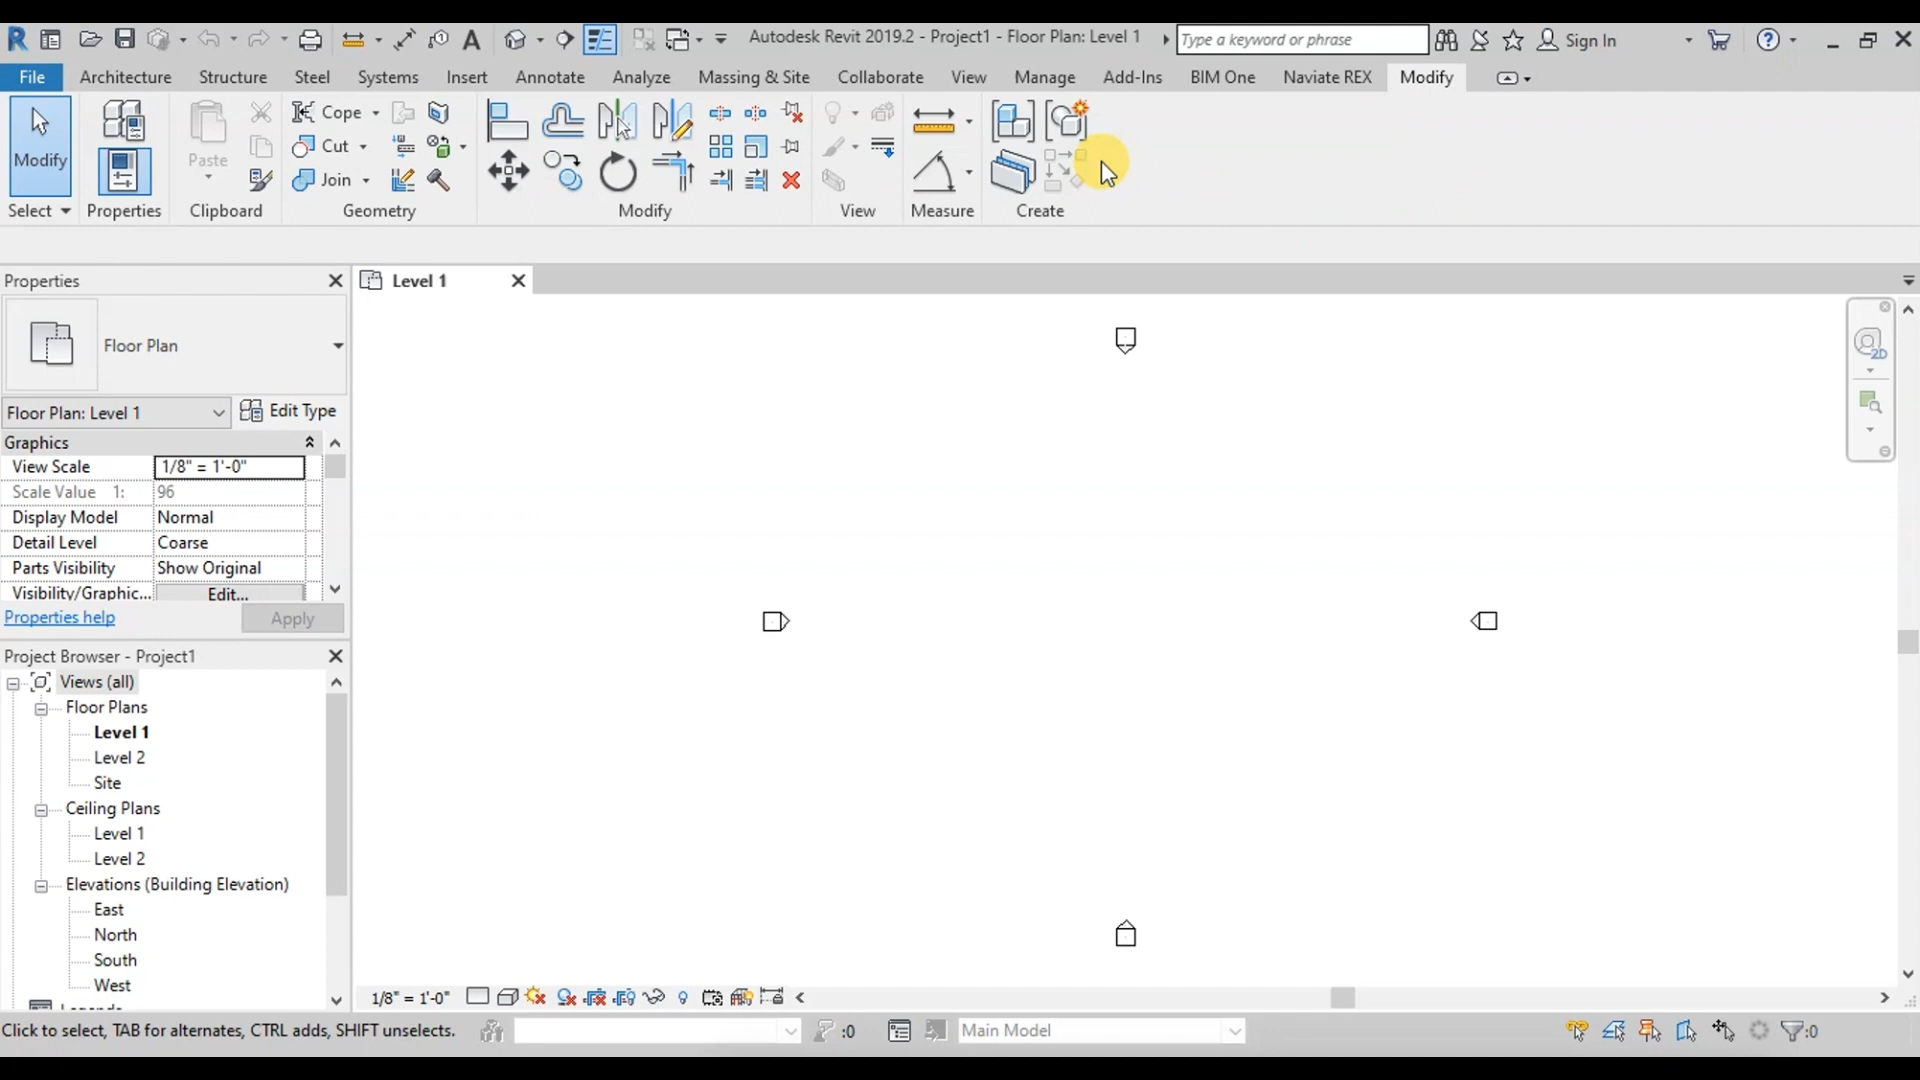 Autodesk Revit 2019.2 - Project1 - Floor Plan: Level 1
Type a keyword or phrase
Sign In
File
Architecture
Structure
Steel
Systems
Insert
Annotate
Analyze
Massing & Site
Collaborate
View
Manage
Add-Ins
BIM One
Naviate REX
Modify
Modify
Paste
Cope
Cut
Join
Select
Properties
Clipboard
Geometry
Modify
View
Measure
Create
Properties
Level 1
2D
Floor Plan
Floor Plan: Level 1
Edit Type
Graphics
View Scale 1/8" = 1'-0"
Scale Value 1: 96
Display Model Normal
Detail Level Coarse
Parts Visibility Show Original
Visibility/Graphic... Edit...
Properties help
Apply
Project Browser - Project1
Views (all)
Floor Plans
Level 1
Level 2
Site
Ceiling Plans
Level 1
Level 2
Elevations (Building Elevation)
East
North
South
West
1/8" = 1'-0"
Click to select, TAB for alternates, CTRL adds, SHIFT unselects.
:0
Main Model
:0